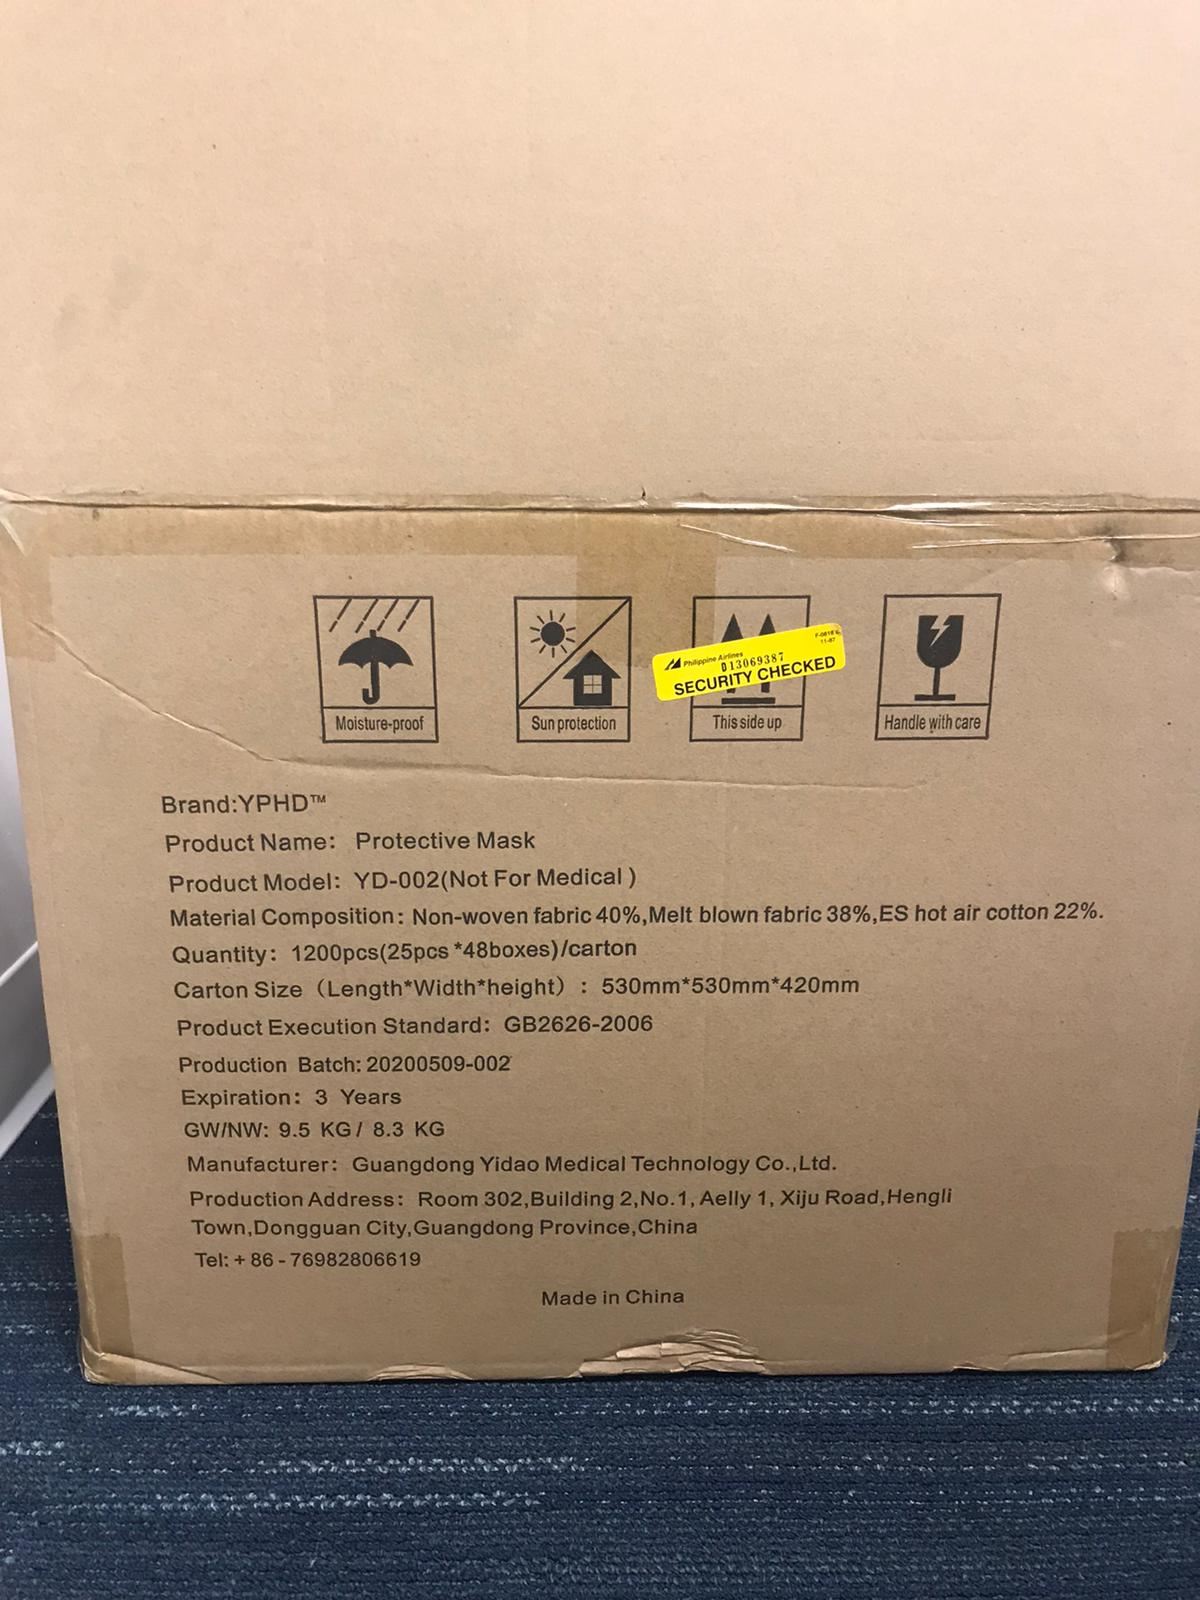 Philippine Airlines
F-0818E
11-87
D13069387
SECURITY CHECKED
Moisture-proof
Sun protection
This side up
Handle with care
Brand:YPHD™
Product Name: Protective Mask
Product Model: YD-002(Not For Medical )
Material Composition: Non-woven fabric 40%,Melt blown fabric 38%,ES hot air cotton 22%.
Quantity: 1200pcs(25pcs *48boxes)/carton
Carton Size（Length*Width*height）: 530mm*530mm*420mm
Product Execution Standard: GB2626-2006
Production Batch: 20200509-002
Expiration: 3 Years
GW/NW: 9.5 KG / 8.3 KG
Manufacturer: Guangdong Yidao Medical Technology Co.,Ltd.
Production Address: Room 302,Building 2,No.1, Aelly 1, Xiju Road,Hengli
Town,Dongguan City,Guangdong Province,China
Tel: + 86 - 76982806619
Made in China